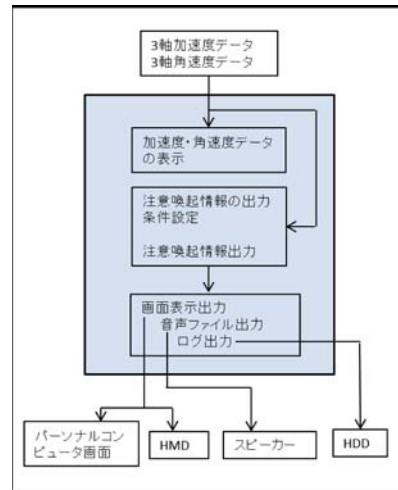 3軸加速度データ
3軸角速度データ
加速度・角速度データ
の表示
注意喚起情報の出力
条件設定
注意喚起情報出力
画面表示出力
音声ファイル出力
ログ出力
パーソナルコン
ピュータ画面
HMD
スピーカー
HDD